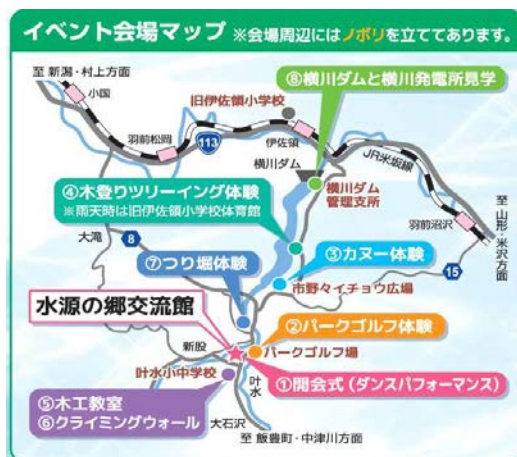 イベント会場マップ ※会場周辺にはノボリを立ててあります。
至 新潟・村上方面
小国
羽前松岡
113
旧伊佐領小学校
伊佐領
⑧横川ダムと横川発電所見学
横川ダム
JR米坂線
横川ダム
管理支所
④木登りツリーイング体験
※雨天時は旧伊佐領小学校体育館
羽前沼沢
至 山形・米沢方面
大滝
8
③カヌー体験
15
⑦つり堀体験
市野々イチョウ広場
水源の郷交流館
②パークゴルフ体験
新股
パークゴルフ場
叶水小中学校
叶水
①開会式(ダンスパフォーマンス)
⑤木工教室
⑥クライミングウォール
大石沢
至 飯豊町・中津川方面